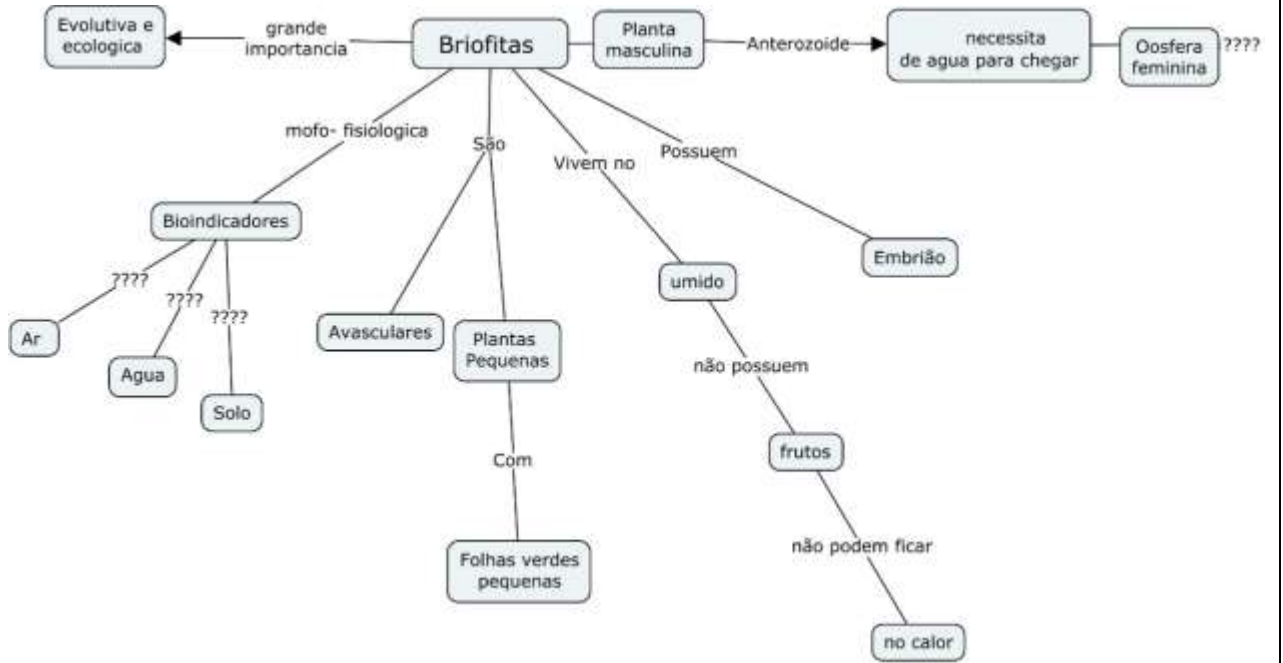 Evolutiva e
ecologica
grande
importancia
Briofitas
Planta
masculina
Anterozoide
necessita
de agua para chegar
Oosfera
feminina
????
mofo- fisiologica
São
Vivem no
Possuem
Bioindicadores
Embrião
umido
????
????
????
Ar
Agua
Solo
Avasculares
Plantas
Pequenas
não possuem
frutos
Com
não podem ficar
Folhas verdes
pequenas
no calor